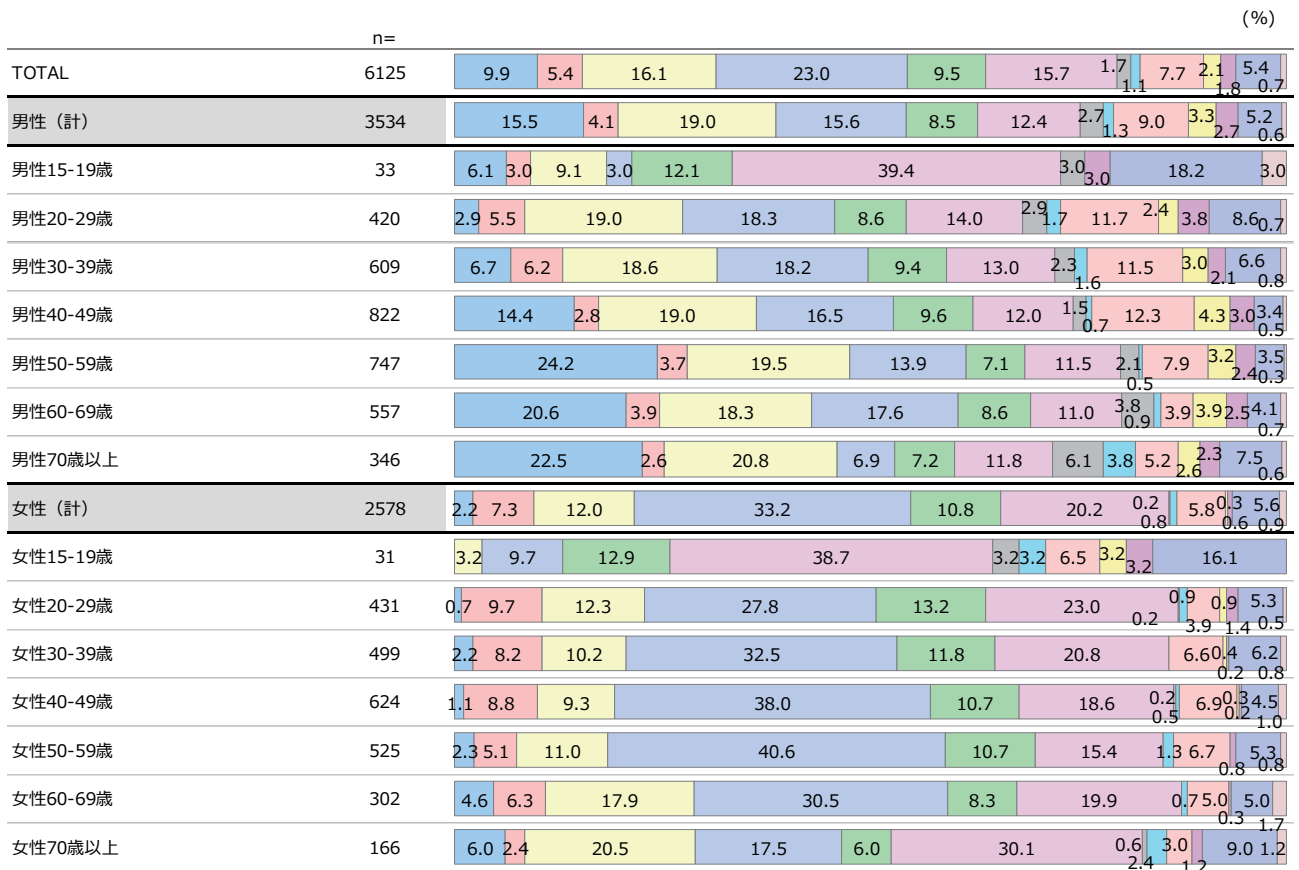 (%)
n=
TOTAL 6125 9.9 5.4 16.1 23.0 9.5 15.7 1.7 1.1 7.7 2.1 1.8 5.4 0.7
男性（計） 3534 15.5 4.1 19.0 15.6 8.5 12.4 2.7 1.3 9.0 3.3 2.7 5.2 0.6
男性15-19歳 33 6.1 3.0 9.1 3.0 12.1 39.4 3.0 3.0 18.2 3.0
男性20-29歳 420 2.9 5.5 19.0 18.3 8.6 14.0 2.9 1.7 11.7 2.4 3.8 8.6 0.7
男性30-39歳 609 6.7 6.2 18.6 18.2 9.4 13.0 2.3 1.6 11.5 3.0 2.1 6.6 0.8
男性40-49歳 822 14.4 2.8 19.0 16.5 9.6 12.0 1.5 0.7 12.3 4.3 3.0 3.4 0.5
男性50-59歳 747 24.2 3.7 19.5 13.9 7.1 11.5 2.1 0.5 7.9 3.2 2.4 3.5 0.3
男性60-69歳 557 20.6 3.9 18.3 17.6 8.6 11.0 3.8 0.9 3.9 3.9 2.5 4.1 0.7
男性70歳以上 346 22.5 2.6 20.8 6.9 7.2 11.8 6.1 3.8 5.2 2.6 2.3 7.5 0.6
女性（計） 2578 2.2 7.3 12.0 33.2 10.8 20.2 0.2 0.8 5.8 0.3 0.6 5.6 0.9
女性15-19歳 31 3.2 9.7 12.9 38.7 3.2 3.2 6.5 3.2 3.2 16.1
女性20-29歳 431 0.7 9.7 12.3 27.8 13.2 23.0 0.2 0.9 3.9 0.9 1.4 5.3 0.5
女性30-39歳 499 2.2 8.2 10.2 32.5 11.8 20.8 6.6 0.4 0.2 6.2 0.8
女性40-49歳 624 1.1 8.8 9.3 38.0 10.7 18.6 0.2 0.5 6.9 0.3 0.2 4.5 1.0
女性50-59歳 525 2.3 5.1 11.0 40.6 10.7 15.4 1.3 6.7 0.8 5.3 0.8
女性60-69歳 302 4.6 6.3 17.9 30.5 8.3 19.9 0.7 5.0 0.3 5.0 1.7
女性70歳以上 166 6.0 2.4 20.5 17.5 6.0 30.1 0.6 2.4 3.0 1.2 9.0 1.2